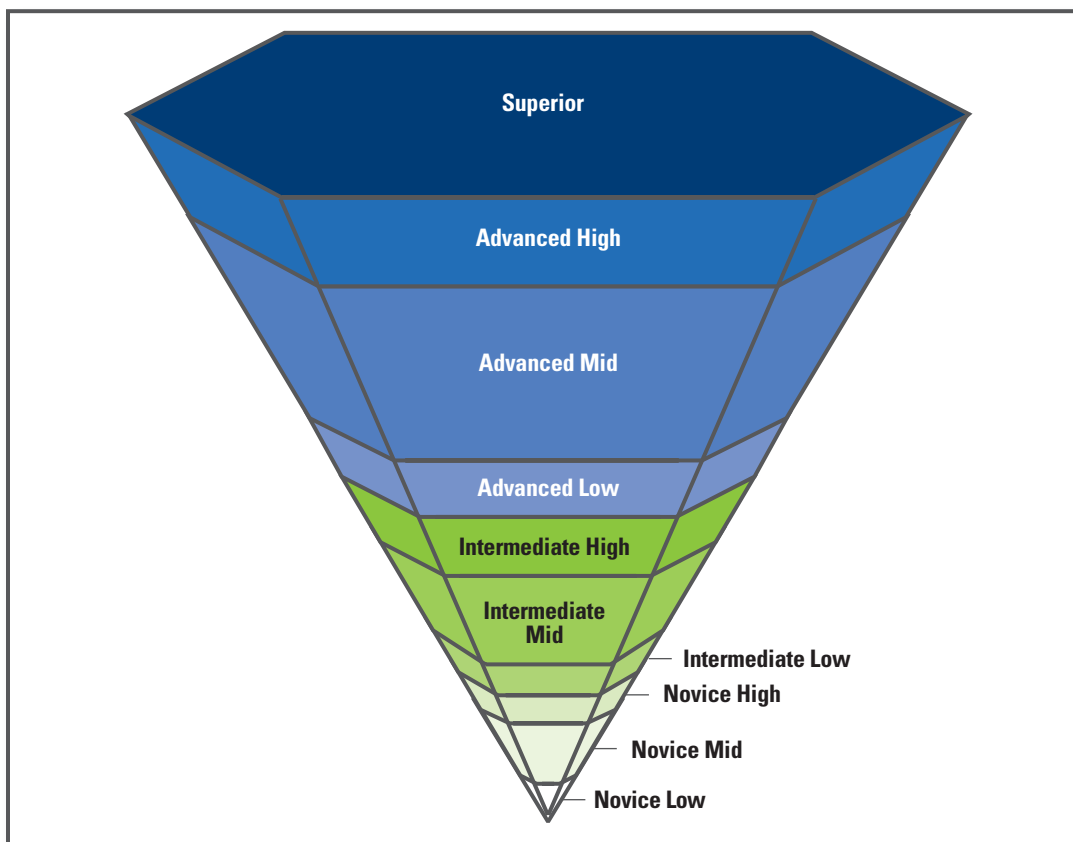 Superior
Advanced High
Advanced Mid
Advanced Low
Intermediate High
Intermediate
Mid
Intermediate Low
Novice High
Novice Mid
Novice Low